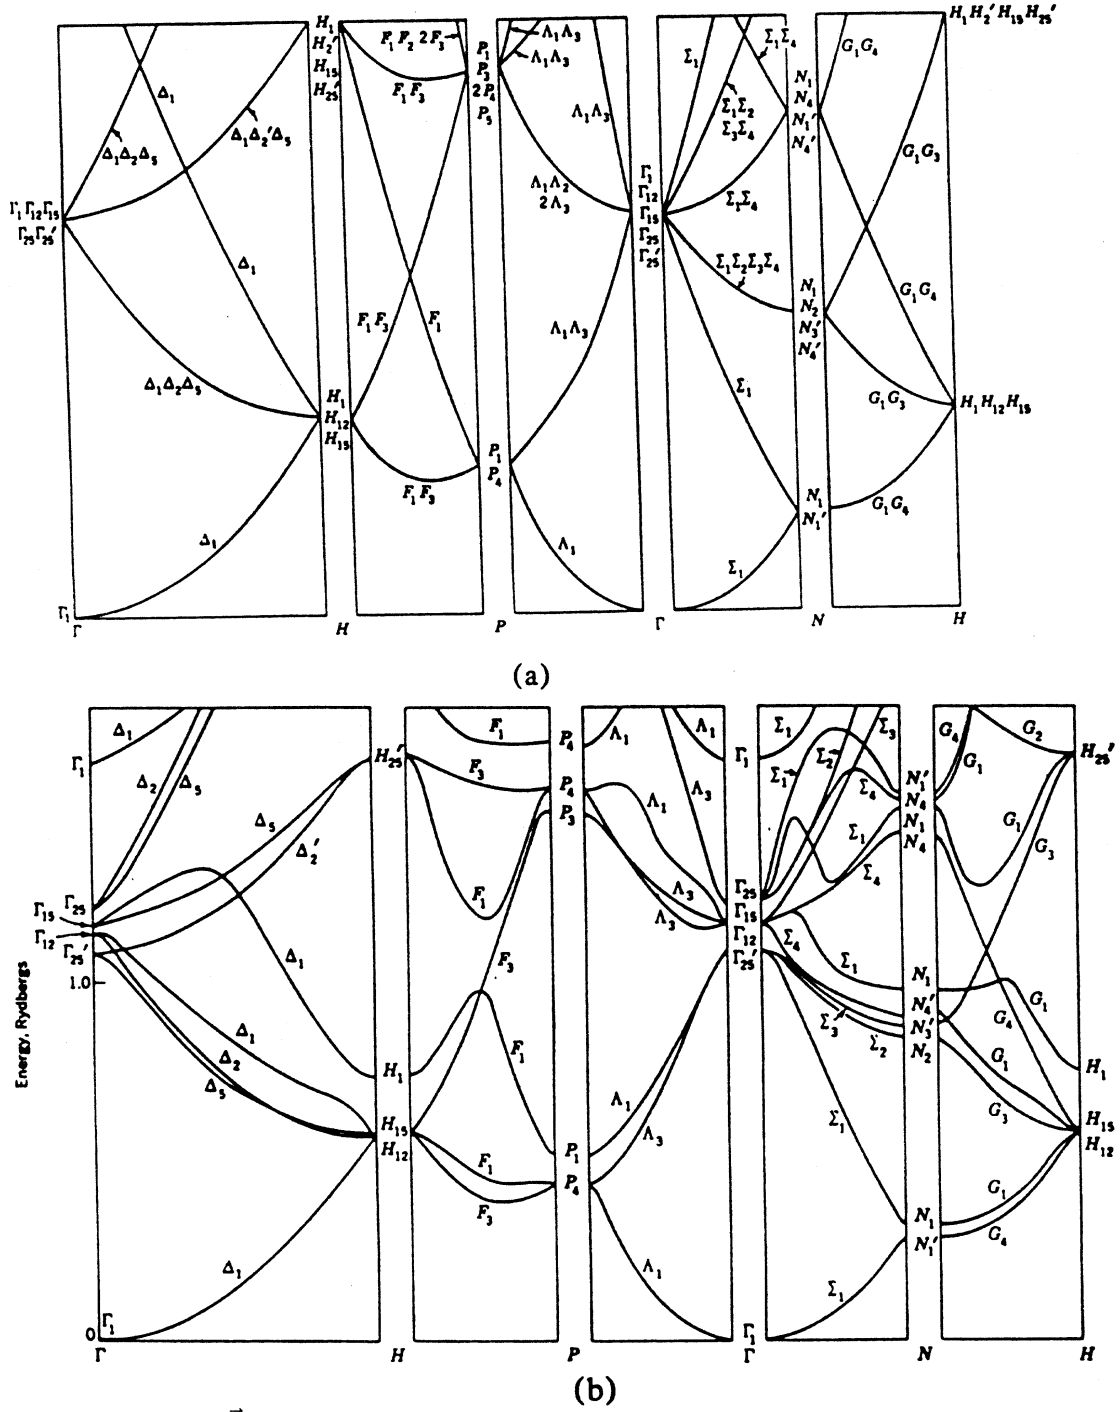 H₁ H₂′ H₁₅ H₂₅′
F₁ F₂ 2F₃
F₁ F₃
P₁ P₃ 2P₄ P₅
Λ₁Λ₃
Λ₁Λ₃
Σ₁
Σ₁Σ₄
N₁ N₄ N₁′ N₄′
G₁G₄
H₁H₂′H₁₅H₂₅′
Δ₁
Δ₁Δ₂Δ₅
Δ₁Δ₂′Δ₅
Λ₁Λ₃
Σ₁Σ₂
Σ₃Σ₄
G₁G₃
Γ₁Γ₁₂Γ₁₅
Γ₂₅Γ₂₅′
Λ₁Λ₂
2Λ₃
Γ₁ Γ₁₂ Γ₁₅ Γ₂₅ Γ₂₅′
Σ₁Σ₄
Δ₁
F₁F₃
F₁
Λ₁Λ₃
Σ₁Σ₂Σ₃Σ₄
N₁ N₂ N₃′ N₄′
G₁G₄
Δ₁Δ₂Δ₅
H₁ H₁₂ H₁₅
Σ₁
G₁G₃
H₁H₁₂H₁₅
F₁F₃
P₁ P₄
N₁ N₁′
G₁G₄
Δ₁
Λ₁
Σ₁
Γ₁
Γ H P Γ N H
(a)
Energy, Rydbergs
1.0
0
Γ₁
Δ₁
Δ₂
Δ₅
H₂₅′
F₁
F₃
P₄
P₄
P₃
Λ₁
Λ₁
Λ₁
Λ₃
Γ₁
Σ₁
Σ₁
Σ₂
Σ₃
Σ₄
N₁′
N₄
N₁
N₄
G₄
G₁
G₂
H₂₅′
Γ₂₅
Γ₁₅
Γ₁₂
Γ₂₅′
Δ₅
Δ₂′
Δ₁
F₁
F₃
Λ₃
Λ₃
Γ₂₅
Γ₁₅
Γ₁₂
Γ₂₅′
Σ₁
Σ₄
Σ₄
Σ₁
Σ₃
Σ₂
N₁
N₄′
N₃′
N₂
G₁
G₃
G₁
G₄
G₁
G₃
H₁
H₁₅
H₁₂
Δ₁
Δ₂
Δ₅
H₁
H₁₅
H₁₂
F₁
F₁
F₃
P₁
P₄
Λ₁
Λ₃
Σ₁
N₁
N₁′
G₁
G₄
Δ₁
Λ₁
Σ₁
Γ₁
Γ₁
Γ H P Γ N H
(b)